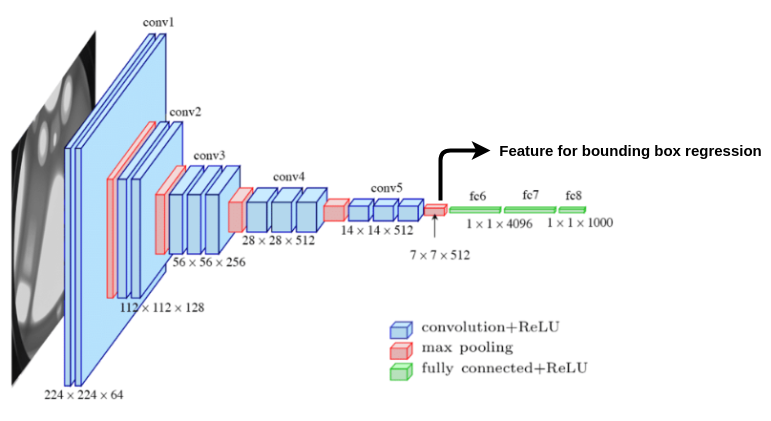 conv1
conv2
conv3
conv4
conv5
Feature for bounding box regression
fc6
fc7
fc8
1 × 1 × 4096
1 × 1 × 1000
14 × 14 × 512
28 × 28 × 512
7 × 7 × 512
56 × 56 × 256
112 × 112 × 128
224 × 224 × 64
convolution+ReLU
max pooling
fully connected+ReLU